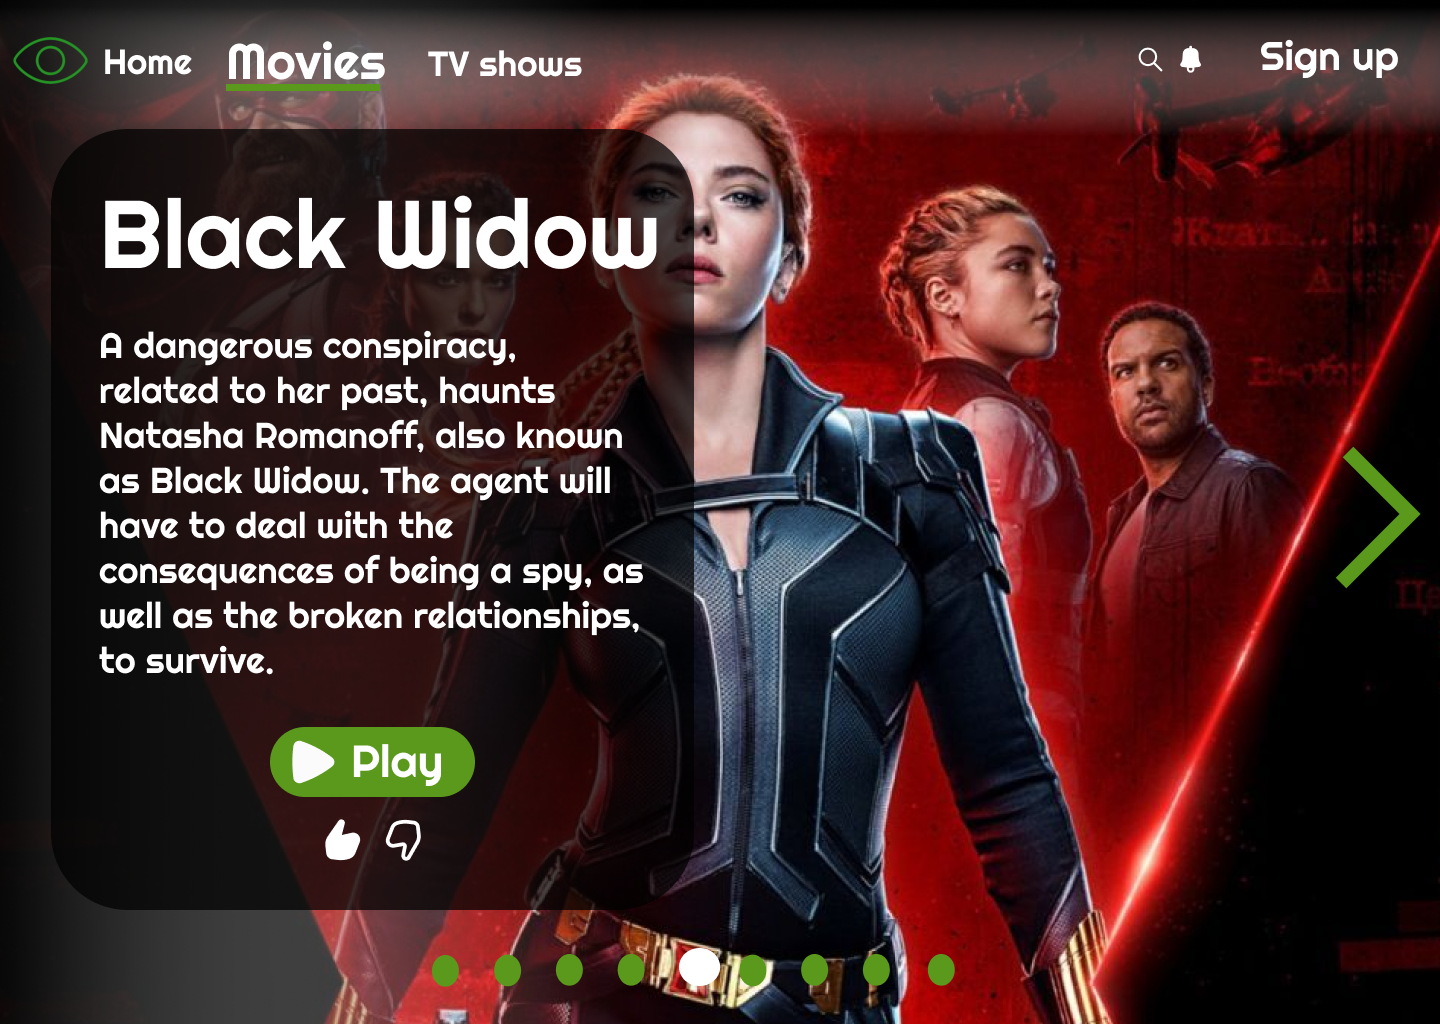 Home Movies TV shows Sign up
Black Widow
A dangerous conspiracy,
related to her past, haunts
Natasha Romanoff, also known
as Black Widow. The agent will
have to deal with the
consequences of being a spy, as
well as the broken relationships,
to survive.
Play